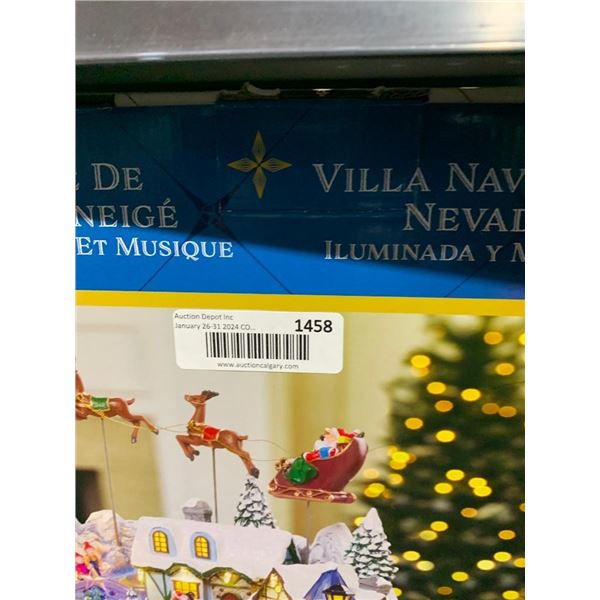 DE
NEIGÉ
ET MUSIQUE
VILLA NAV
NEVAD
ILUMINADA Y M
Auction Depot Inc
January 26-31 2024 CO...
1458
www.auctioncalgary.com